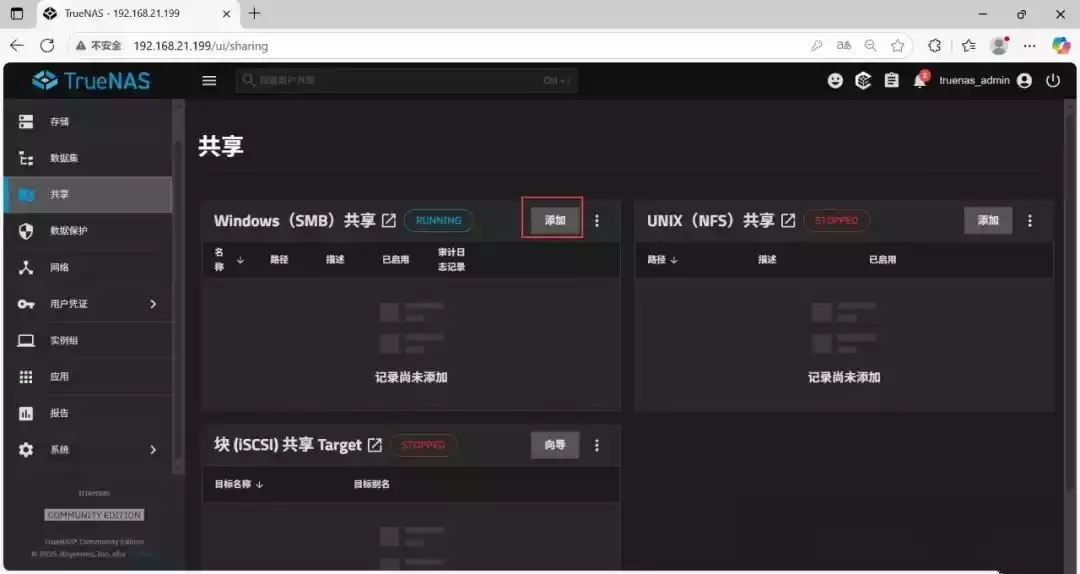 TrueNAS - 192.168.21.199
不安全 192.168.21.199/ui/sharing
aあ
TrueNAS
Ctrl + /
3
truenas_admin
存储
数据集
共享
数据保护
网络
用户凭证
实例组
应用
报告
系统
Truenas
COMMUNITY EDITION
TrueNAS® Community Edition
共享
Windows（SMB）共享 RUNNING 添加
名称 路径 描述 已启用 审计日志记录
记录尚未添加
UNIX（NFS）共享 STOPPED 添加
路径 描述 已启用
记录尚未添加
块 (iSCSI) 共享 Target STOPPED 向导
目标名称 目标别名